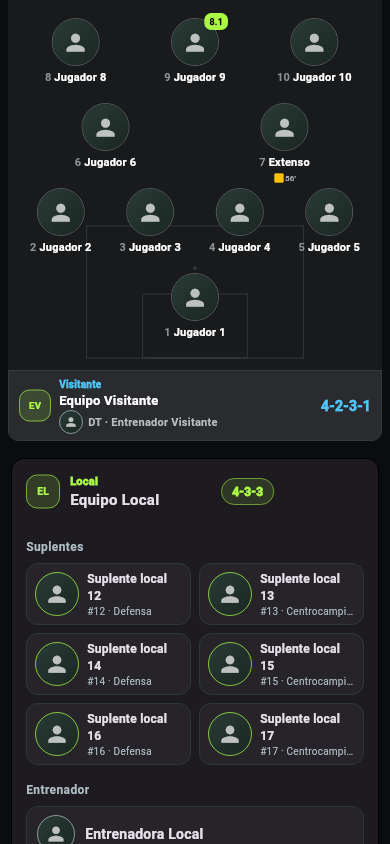 8.1
8 Jugador 8
9 Jugador 9
10 Jugador 10
6 Jugador 6
7 Extenso
56'
2 Jugador 2
3 Jugador 3
4 Jugador 4
5 Jugador 5
1 Jugador 1
EV
Visitante
Equipo Visitante
DT · Entrenador Visitante
4-2-3-1
EL
Local
Equipo Local
4-3-3
Suplentes
Suplente local
12
#12 · Defensa
Suplente local
13
#13 · Centrocampi...
Suplente local
14
#14 · Defensa
Suplente local
15
#15 · Centrocampi...
Suplente local
16
#16 · Defensa
Suplente local
17
#17 · Centrocampi...
Entrenador
Entrenadora Local